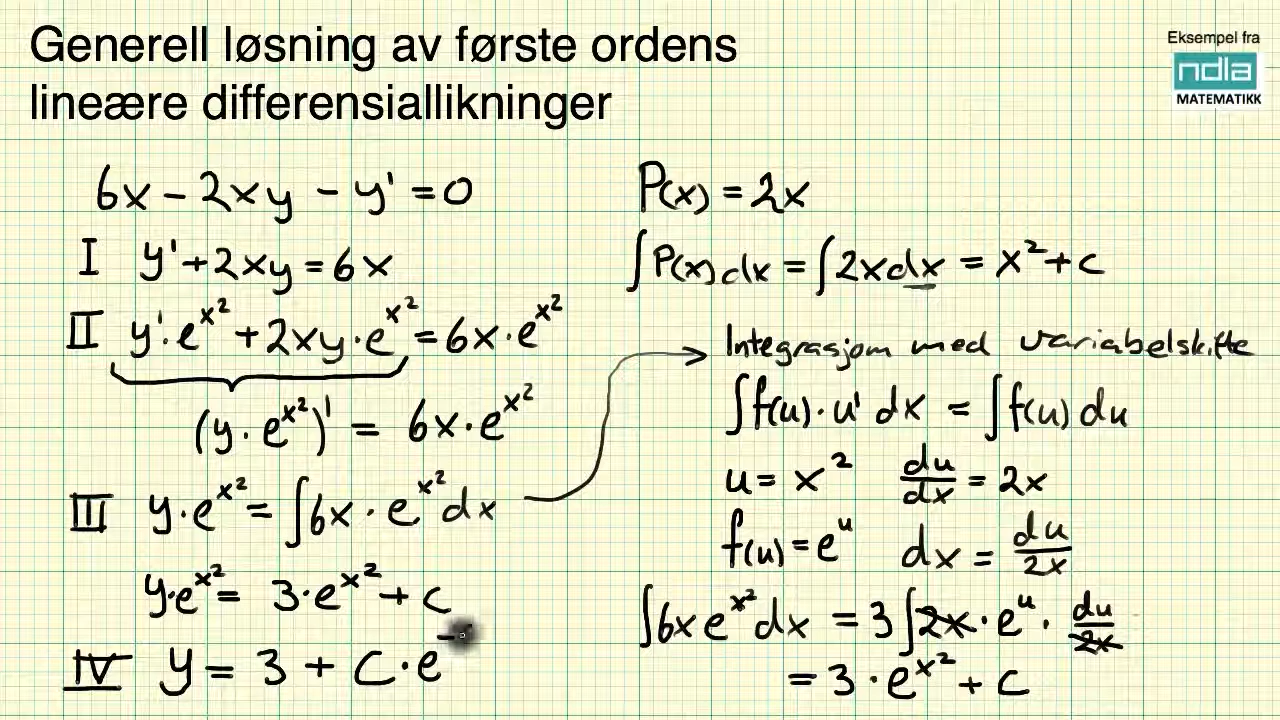 Generell løsning av første ordens
lineære differensiallikninger
Eksempel fra
ndla
MATEMATIKK
6x - 2xy - y' = 0
I y' + 2xy = 6x
II y'·e^x² + 2xy·e^x² = 6x·e^x²
(y·e^x²)' = 6x·e^x²
III y·e^x² = ∫6x·e^x² dx
y·e^x² = 3·e^x² + c
IV y = 3 + C·e^-
P(x) = 2x
∫P(x)dx = ∫2xdx = x² + c
Integrasjom med variabelskifte
∫f(u)·u' dx = ∫f(u) du
u = x² du/dx = 2x
f(u) = e^u dx = du/2x
∫6xe^x² dx = 3∫2x·e^u·du/2x
= 3·e^x² + C